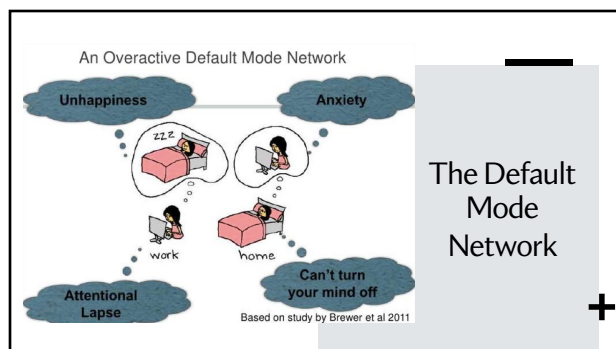 An Overactive Default Mode Network
Unhappiness
Anxiety
zzz
work
home
Attentional
Lapse
Can't turn
your mind off
Based on study by Brewer et al 2011
The Default
Mode
Network
+